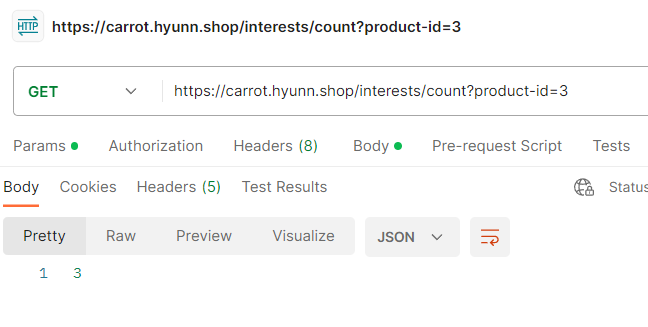 HTTP https://carrot.hyunn.shop/interests/count?product-id=3
GET https://carrot.hyunn.shop/interests/count?product-id=3
Params Authorization Headers (8) Body Pre-request Script Tests
Body Cookies Headers (5) Test Results Status
Pretty Raw Preview Visualize JSON
1 3